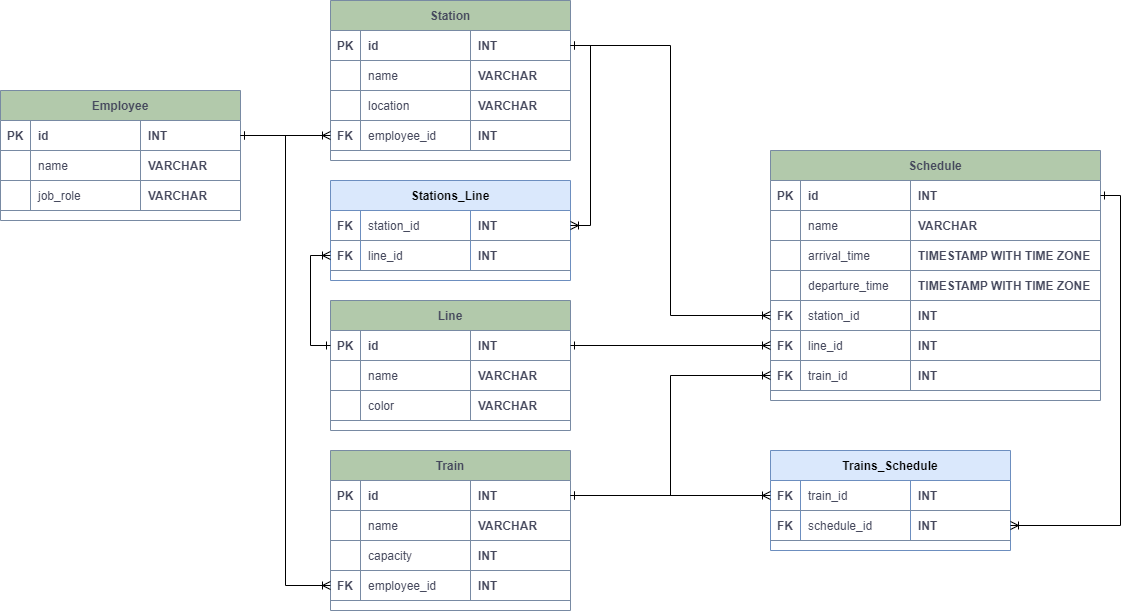 Station
PK id INT
name VARCHAR
location VARCHAR
FK employee_id INT
Employee
PK id INT
name VARCHAR
job_role VARCHAR
Stations_Line
FK station_id INT
FK line_id INT
Line
PK id INT
name VARCHAR
color VARCHAR
Train
PK id INT
name VARCHAR
capacity INT
FK employee_id INT
Schedule
PK id INT
name VARCHAR
arrival_time TIMESTAMP WITH TIME ZONE
departure_time TIMESTAMP WITH TIME ZONE
FK station_id INT
FK line_id INT
FK train_id INT
Trains_Schedule
FK train_id INT
FK schedule_id INT